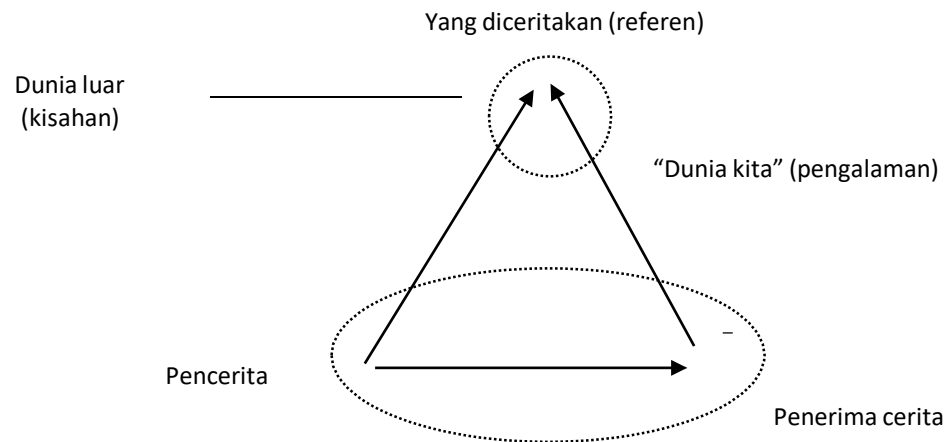 Yang diceritakan (referen)
Dunia luar
(kisahan)
“Dunia kita” (pengalaman)
Pencerita
Penerima cerita